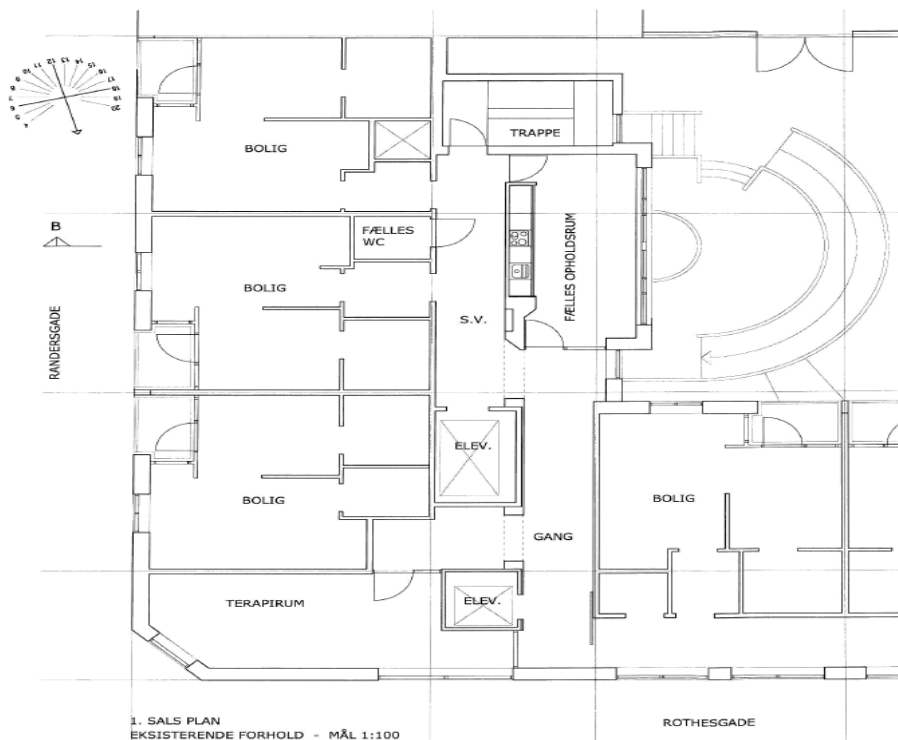 TRAPPE
BOLIG
B
FÆLLES
WC
FÆLLES OPHOLDSRUM
BOLIG
S.V.
RANDERSGADE
ELEV.
BOLIG
BOLIG
GANG
TERAPIRUM
ELEV.
1. SALS PLAN
EKSISTERENDE FORHOLD - MÅL 1:100
ROTHESGADE